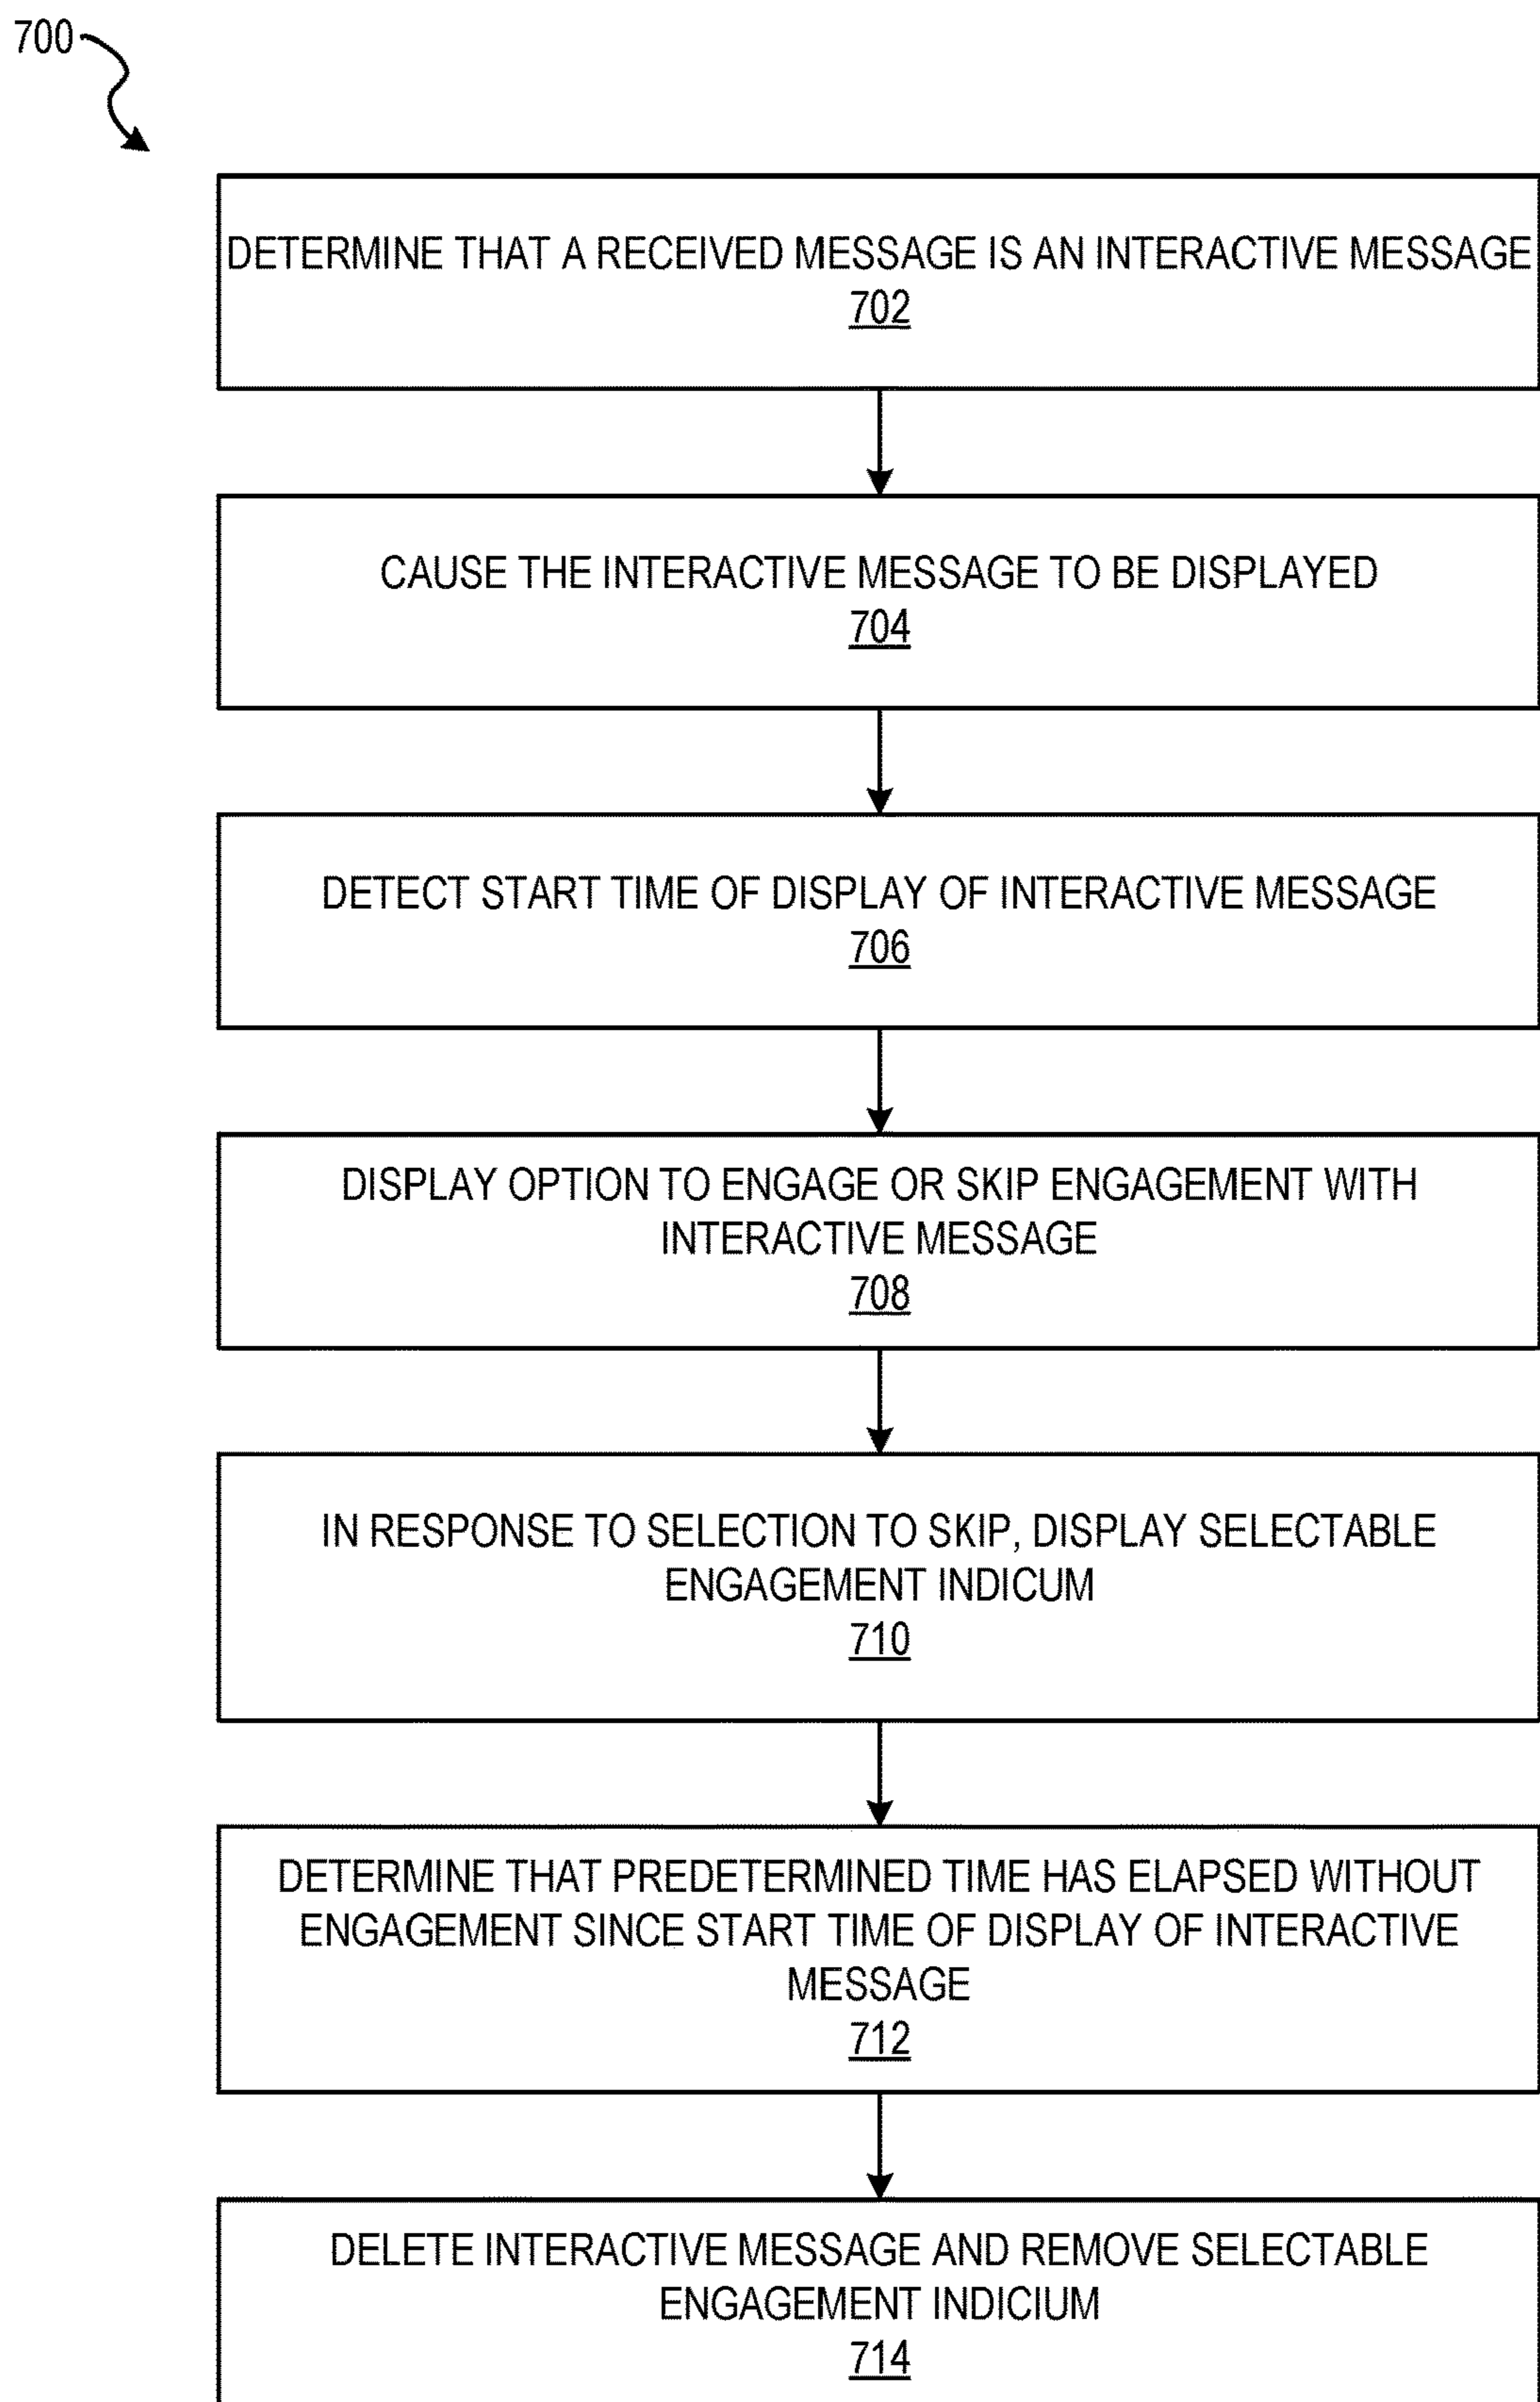 700
DETERMINE THAT A RECEIVED MESSAGE IS AN INTERACTIVE MESSAGE
702
CAUSE THE INTERACTIVE MESSAGE TO BE DISPLAYED
704
DETECT START TIME OF DISPLAY OF INTERACTIVE MESSAGE
706
DISPLAY OPTION TO ENGAGE OR SKIP ENGAGEMENT WITH
INTERACTIVE MESSAGE
708
IN RESPONSE TO SELECTION TO SKIP, DISPLAY SELECTABLE
ENGAGEMENT INDICUM
710
DETERMINE THAT PREDETERMINED TIME HAS ELAPSED WITHOUT
ENGAGEMENT SINCE START TIME OF DISPLAY OF INTERACTIVE
MESSAGE
712
DELETE INTERACTIVE MESSAGE AND REMOVE SELECTABLE
ENGAGEMENT INDICIUM
714